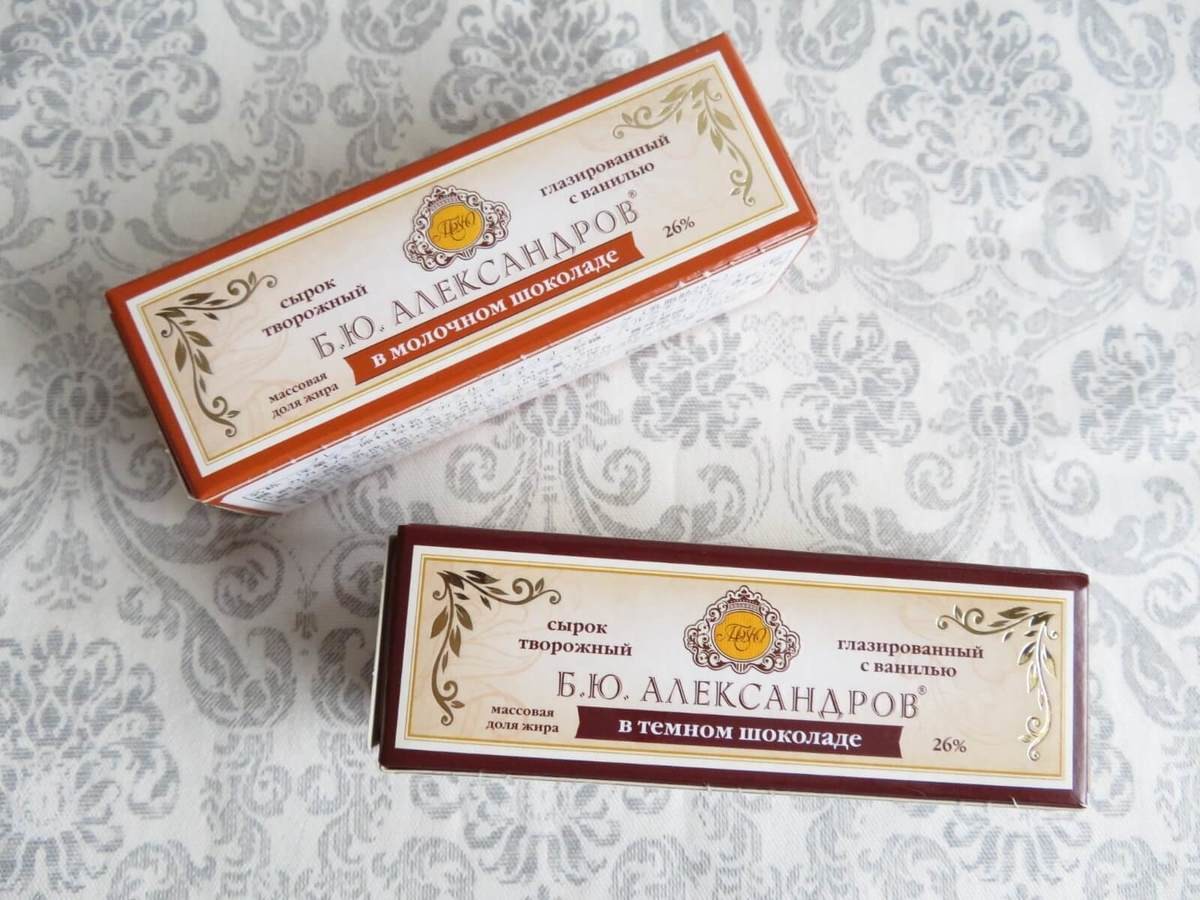 сырок
творожный
глазированный
с ванилью
Б.Ю. АЛЕКСАНДРОВ®
в молочном шоколаде
массовая
доля жира
26%
сырок
творожный
глазированный
с ванилью
Б.Ю. АЛЕКСАНДРОВ®
в темном шоколаде
массовая
доля жира
26%